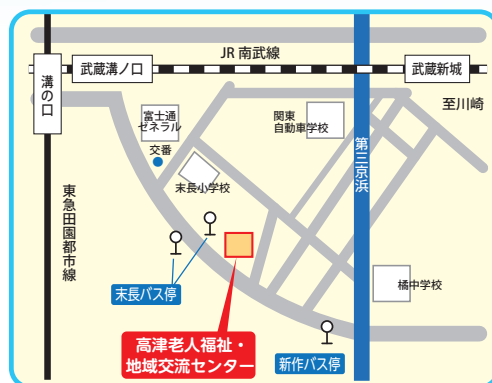 JR 南武線
武蔵溝ノ口
武蔵新城
溝の口
至川崎
富士通
ゼネラル
関東
自動車学校
交番
第三京浜
末長小学校
東急田園都市線
末長バス停
橘中学校
高津老人福祉・
地域交流センター
新作バス停